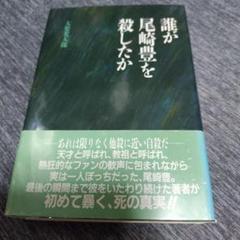 誰が
尾崎豊を
殺したか
―あれは限りなく他殺に近い自殺だ―
天才と呼ばれ、教祖と呼ばれ、
熱狂的なファンの歓声に包まれながら
実は一人ぼっちだった、尾崎豊。
最後の瞬間まで彼をいたわり続けた著者が
初めて暴く、死の真実!!